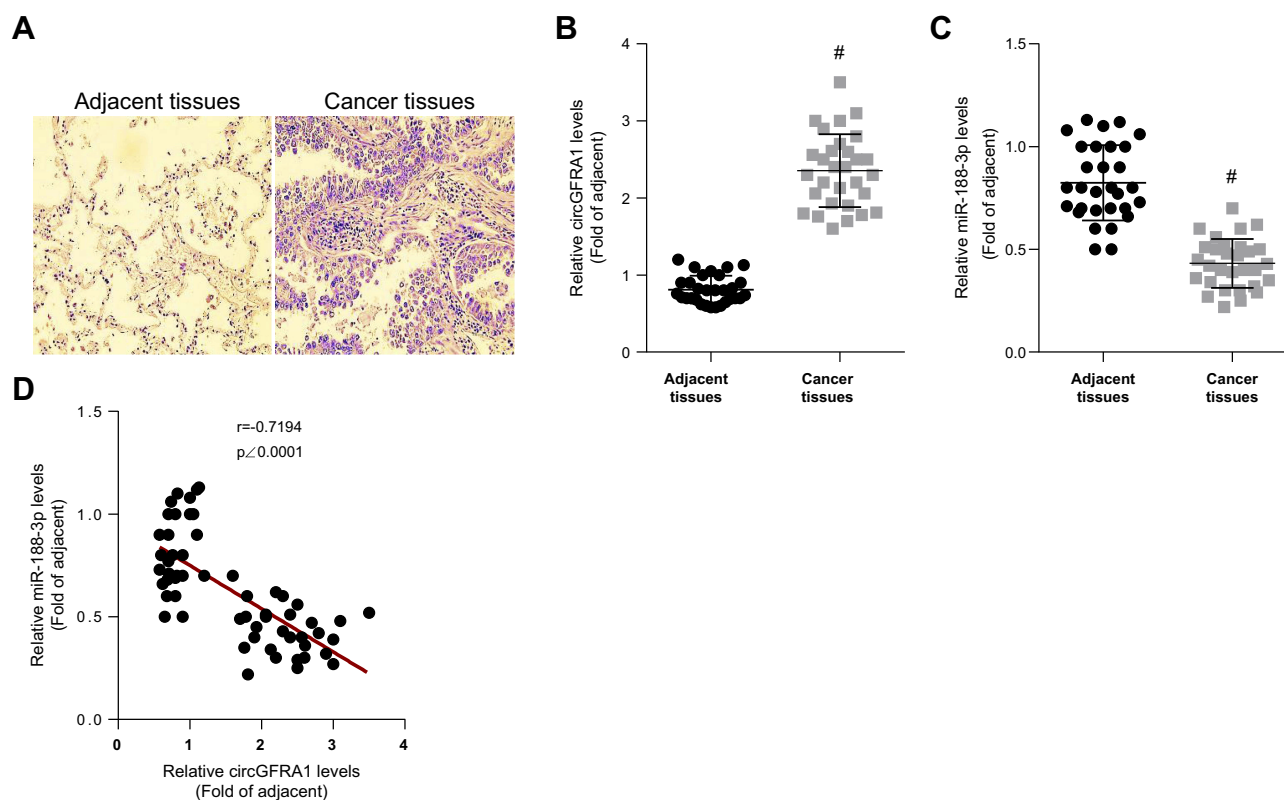 A
Adjacent tissues
Cancer tissues
B
Relative circGFRA1 levels
(Fold of adjacent)
4
3
2
1
0
#
Adjacent
tissues
Cancer
tissues
C
Relative miR-188-3p levels
(Fold of adjacent)
1.5
1.0
0.5
0.0
#
Adjacent
tissues
Cancer
tissues
D
Relative miR-188-3p levels
(Fold of adjacent)
1.5
1.0
0.5
0.0
r=-0.7194
p∠0.0001
0
1
2
3
4
Relative circGFRA1 levels
(Fold of adjacent)